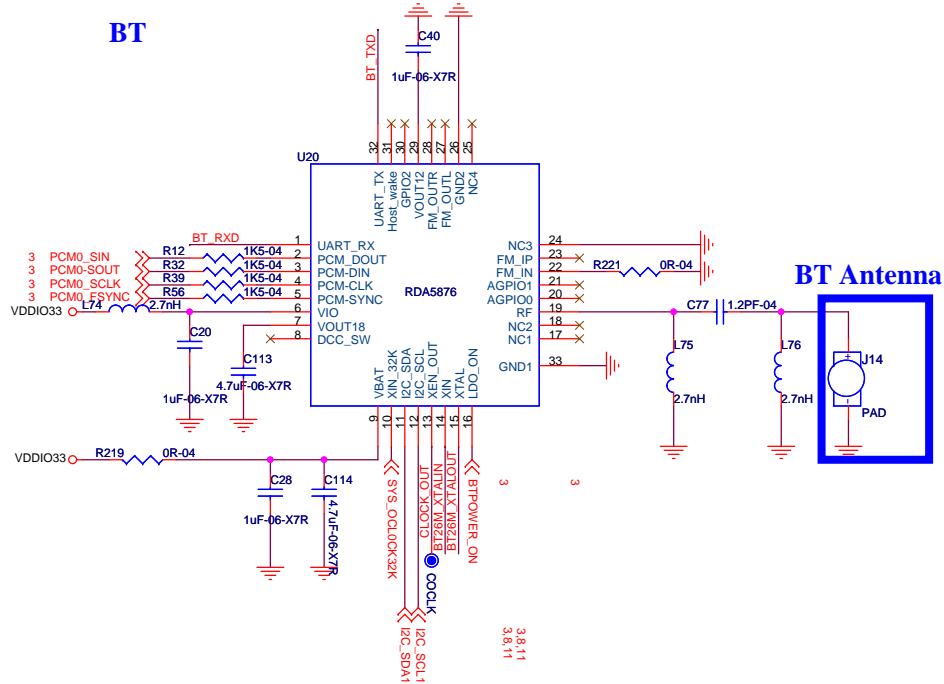 BT
BT_TXD
C40
1uF-06-X7R
U20
32
31
30
29
28
27
26
25
UART_TX
Host_wake
GPIO2
VOUT12
FM_OUTR
FM_OUTL
GND2
NC4
3 PCM0_SIN
3 PCM0-SOUT
3 PCM0_SCLK
3 PCM0_FSYNC
BT_RXD
R12 1K5-04
R32 1K5-04
R39 1K5-04
R56 1K5-04
VDDIO33
L74 2.7nH
C20
1uF-06-X7R
C113
4.7uF-06-X7R
1 UART_RX
2 PCM_DOUT
3 PCM-DIN
4 PCM-CLK
5 PCM-SYNC
6 VIO
7 VOUT18
8 DCC_SW
RDA5876
NC3 24
FM_IP 23
FM_IN 22
AGPIO1 21
AGPIO0 20
RF 19
NC2 18
NC1 17
GND1 33
R221 0R-04
BT Antenna
C77 1.2PF-04
L75
2.7nH
L76
2.7nH
J14
PAD
VBAT
XIN_32K
I2C_SDA
I2C_SCL
XEN_OUT
XIN
XTAL
LDO_ON
9
10
11
12
13
14
15
16
VDDIO33
R219 0R-04
C28
1uF-06-X7R
C114
4.7uF-06-X7R
SYS_OCL0CK32K
CLOCK_OUT
BT26M_XTALIN
BT26M_XTALOUT
BTPOWER_ON
3
3
COCLK
I2C_SDA1
I2C_SCL1
3,8,11
3,8,11